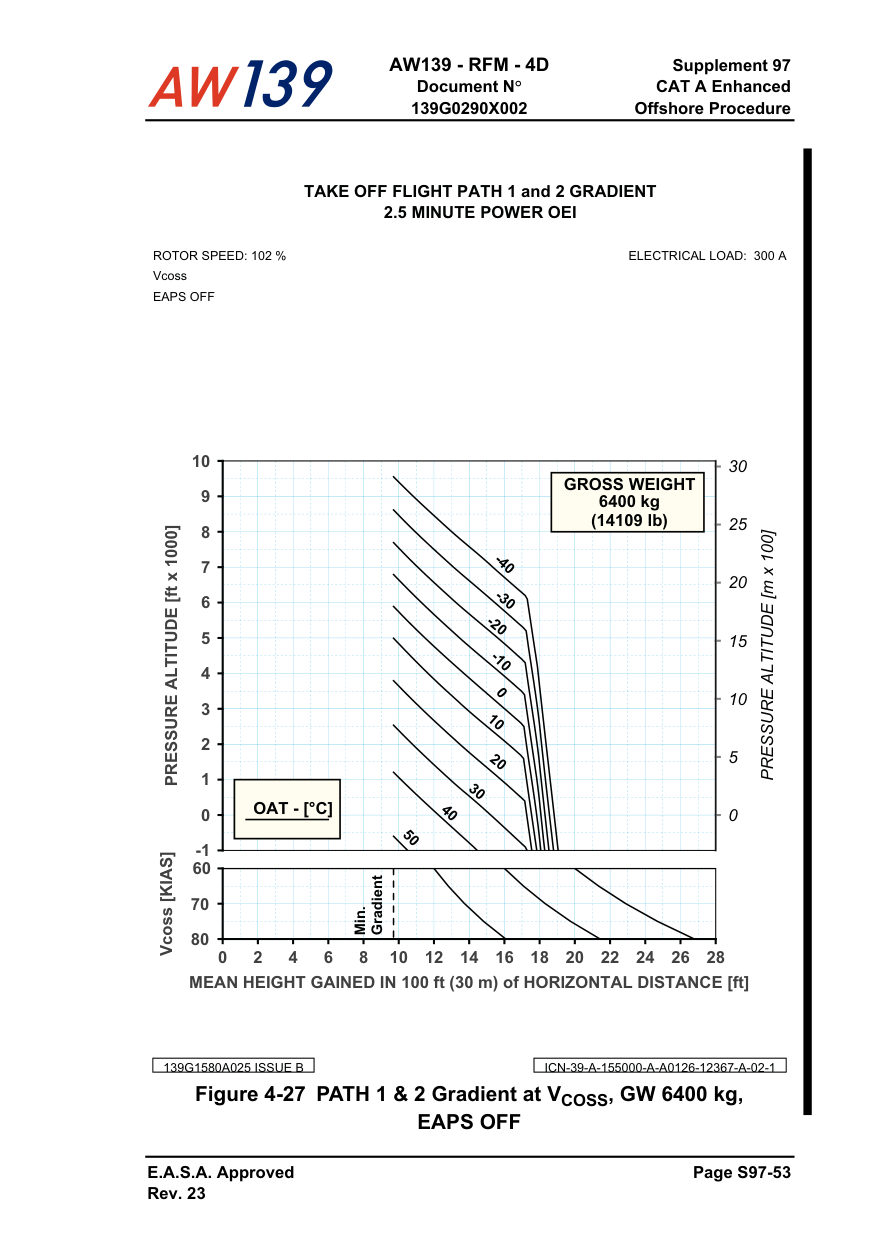 AW139
AW139 - RFM - 4D
Document N°
139G0290X002
Supplement 97
CAT A Enhanced
Offshore Procedure
TAKE OFF FLIGHT PATH 1 and 2 GRADIENT
2.5 MINUTE POWER OEI
ROTOR SPEED: 102 %
ELECTRICAL LOAD: 300 A
Vcoss
EAPS OFF
PRESSURE ALTITUDE [ft x 1000]
10
9
8
7
6
5
4
3
2
1
0
-1
GROSS WEIGHT
6400 kg
(14109 lb)
-40
-30
-20
-10
0
10
20
30
40
50
OAT - [°C]
30
25
20
15
10
5
0
PRESSURE ALTITUDE [m x 100]
Vcoss [KIAS]
60
70
80
Min.
Gradient
0 2 4 6 8 10 12 14 16 18 20 22 24 26 28
MEAN HEIGHT GAINED IN 100 ft (30 m) of HORIZONTAL DISTANCE [ft]
139G1580A025 ISSUE B
ICN-39-A-155000-A-A0126-12367-A-02-1
Figure 4-27 PATH 1 & 2 Gradient at VCOSS, GW 6400 kg,
EAPS OFF
E.A.S.A. Approved
Rev. 23
Page S97-53